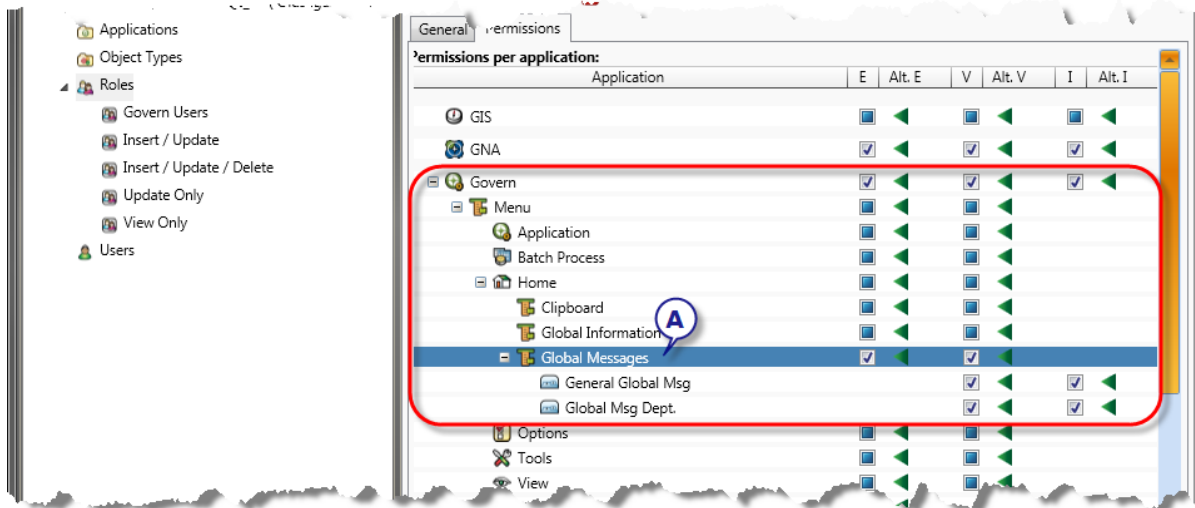 Applications
Object Types
Roles
Govern Users
Insert / Update
Insert / Update / Delete
Update Only
View Only
Users
General
ermissions
ermissions per application:
Application E Alt. E V Alt. V I Alt. I
GIS
GNA
Govern
Menu
Application
Batch Process
Home
Clipboard
Global Information
A
Global Messages
General Global Msg
Global Msg Dept.
Options
Tools
View